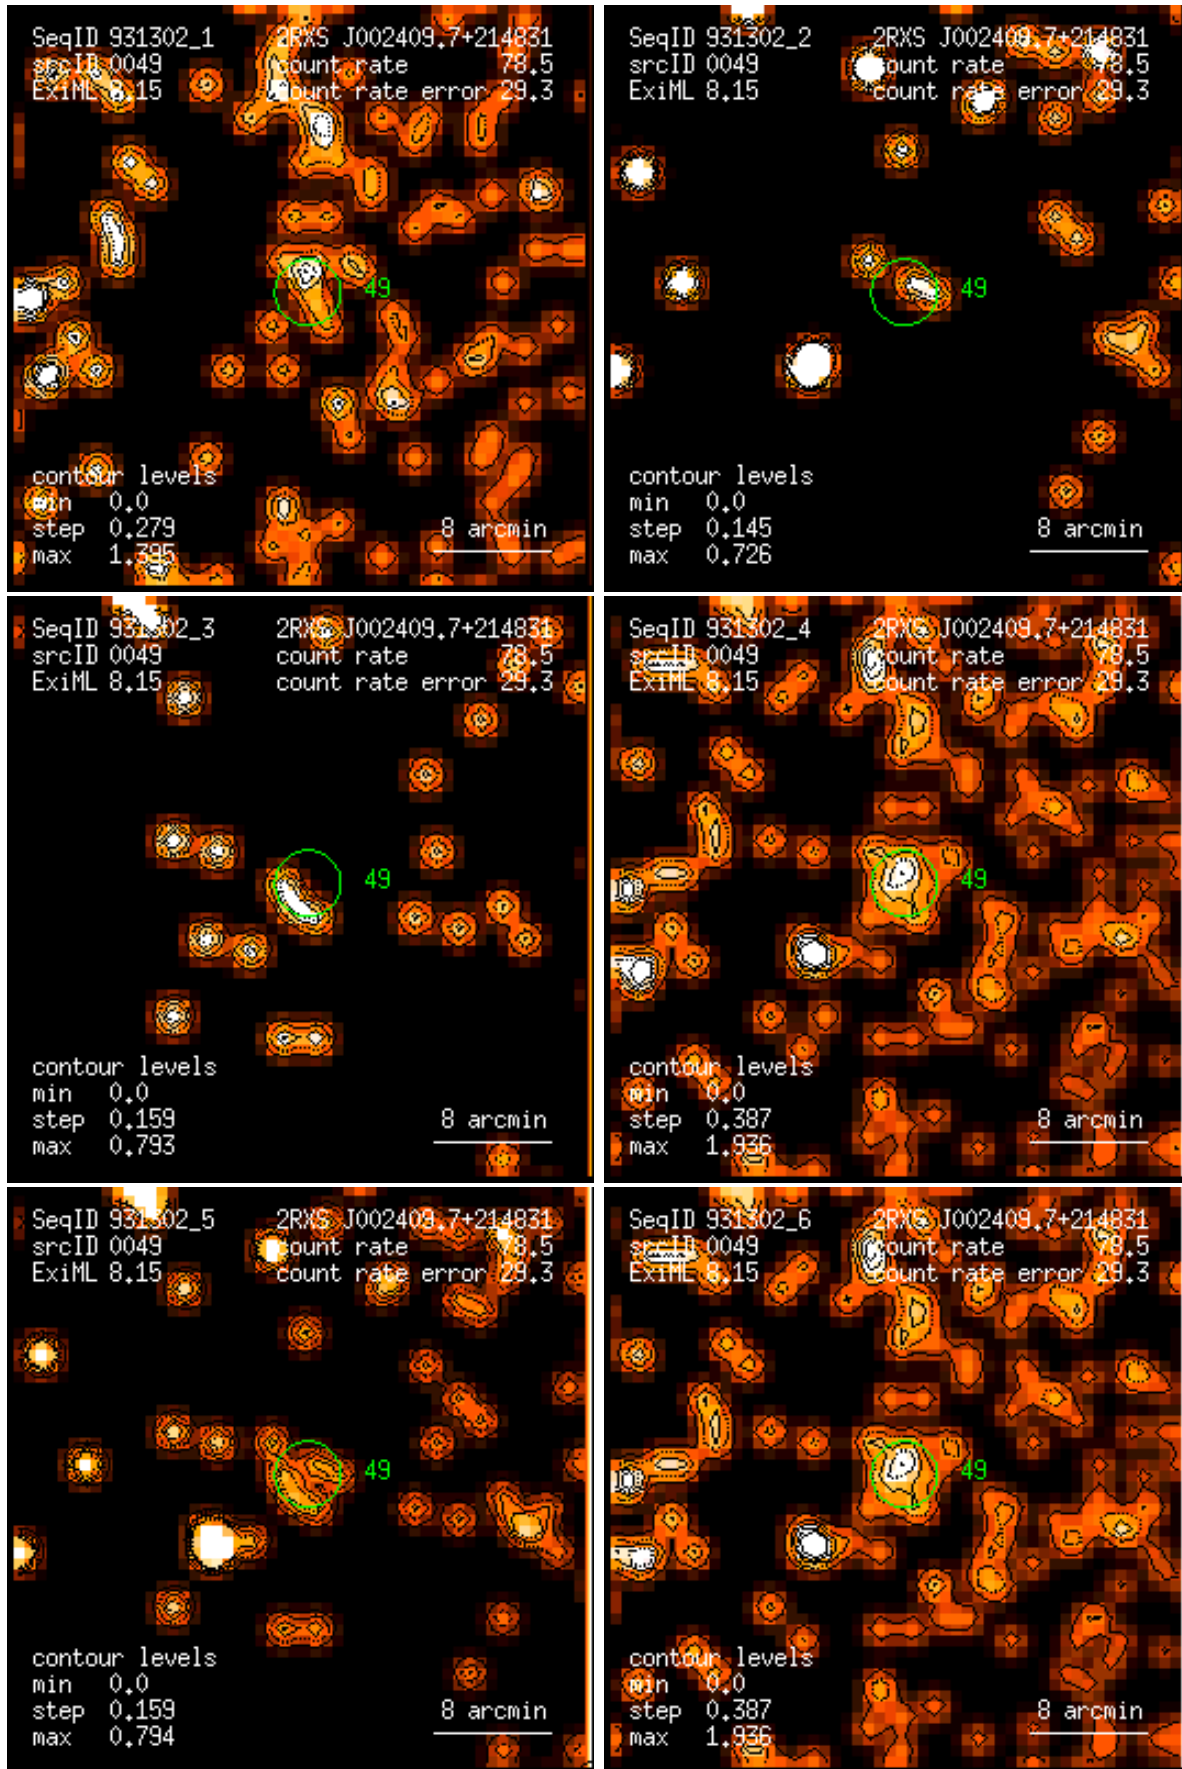 SeqID 931302_1 2RXS J002409.7+214831
srcID 0049 count rate 78.5
ExiML 8.15 count rate error 29.3
49
contour levels
min 0.0
step 0.279 8 arcmin
max 1.395
SeqID 931302_2 2RXS J002409.7+214831
srcID 0049 count rate 78.5
ExiML 8.15 count rate error 29.3
49
contour levels
min 0.0
step 0.145 8 arcmin
max 0.726
SeqID 931302_3 2RXS J002409.7+214831
srcID 0049 count rate 78.5
ExiML 8.15 count rate error 29.3
49
contour levels
min 0.0
step 0.159 8 arcmin
max 0.793
SeqID 931302_4 2RXS J002409.7+214831
srcID 0049 count rate 78.5
ExiML 8.15 count rate error 29.3
49
contour levels
min 0.0
step 0.387 8 arcmin
max 1.936
SeqID 931302_5 2RXS J002409.7+214831
srcID 0049 count rate 78.5
ExiML 8.15 count rate error 29.3
49
contour levels
min 0.0
step 0.159 8 arcmin
max 0.794
SeqID 931302_6 2RXS J002409.7+214831
srcID 0049 count rate 78.5
ExiML 8.15 count rate error 29.3
49
contour levels
min 0.0
step 0.387 8 arcmin
max 1.936